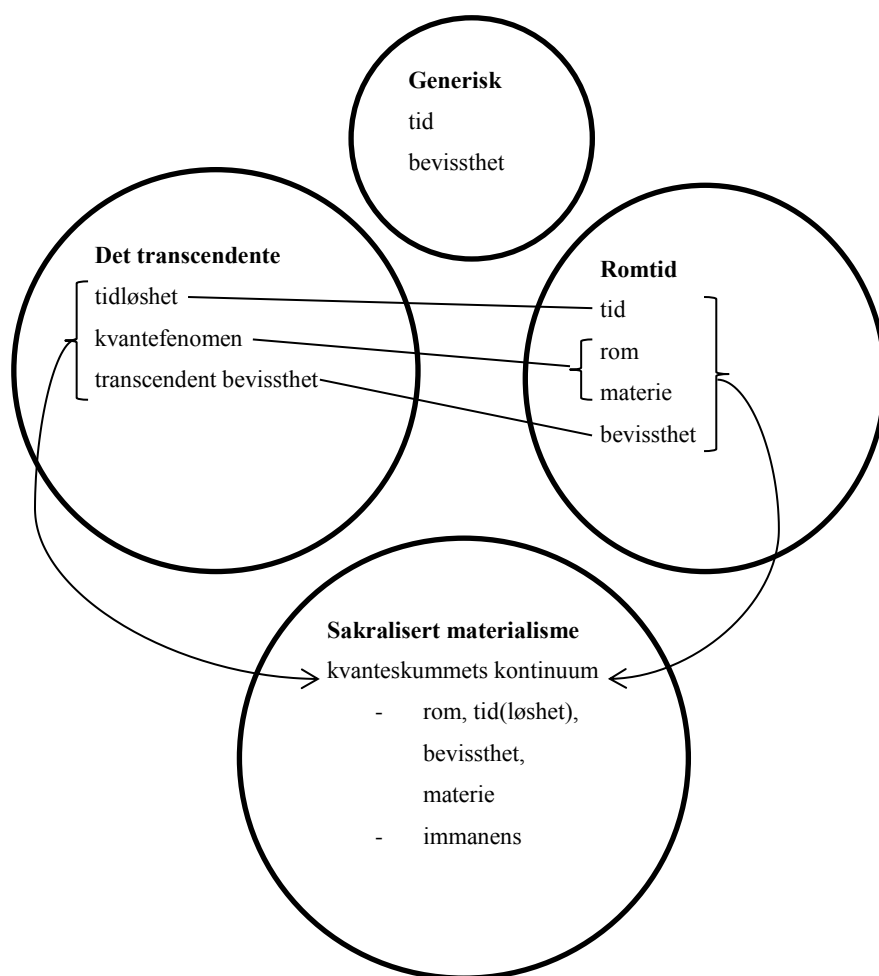 Generisk
tid
bevissthet
Det transcendente
tidløshet
kvantefenomen
transcendent bevissthet
Romtid
tid
rom
materie
bevissthet
Sakralisert materialisme
kvanteskummets kontinuum
- rom, tid(løshet),
bevissthet,
materie
- immanens